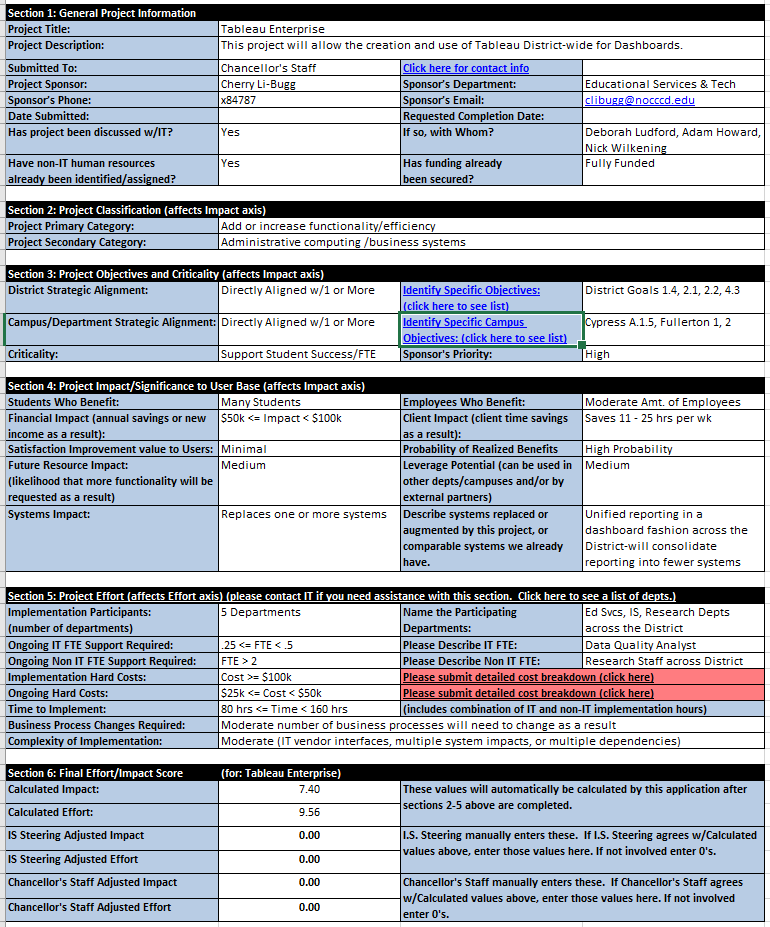 Section 1: General Project Information
Project Title: Tableau Enterprise
Project Description: This project will allow the creation and use of Tableau District-wide for Dashboards.
Submitted To: Chancellor's Staff Click here for contact info
Project Sponsor: Cherry Li-Bugg Sponsor's Department: Educational Services & Tech
Sponsor's Phone: x84787 Sponsor's Email: clibugg@nocccd.edu
Date Submitted: Requested Completion Date:
Has project been discussed w/IT? Yes If so, with Whom? Deborah Ludford, Adam Howard,
Nick Wilkening
Have non-IT human resources Yes Has funding already Fully Funded
already been identified/assigned? been secured?
Section 2: Project Classification (affects Impact axis)
Project Primary Category: Add or increase functionality/efficiency
Project Secondary Category: Administrative computing /business systems
Section 3: Project Objectives and Criticality (affects Impact axis)
District Strategic Alignment: Directly Aligned w/1 or More Identify Specific Objectives: District Goals 1.4, 2.1, 2.2, 4.3
(click here to see list)
Campus/Department Strategic Alignment: Directly Aligned w/1 or More Identify Specific Campus Cypress A.1.5, Fullerton 1, 2
Objectives: (click here to see list)
Criticality: Support Student Success/FTE Sponsor's Priority: High
Section 4: Project Impact/Significance to User Base (affects Impact axis)
Students Who Benefit: Many Students Employees Who Benefit: Moderate Amt. of Employees
Financial Impact (annual savings or new $50k <= Impact < $100k Client Impact (client time savings Saves 11 - 25 hrs per wk
income as a result): as a result):
Satisfaction Improvement value to Users: Minimal Probability of Realized Benefits High Probability
Future Resource Impact: Medium Leverage Potential (can be used in Medium
(likelihood that more functionality will be other depts/campuses and/or by
requested as a result) external partners)
Systems Impact: Replaces one or more systems Describe systems replaced or Unified reporting in a
augmented by this project, or dashboard fashion across the
comparable systems we already District-will consolidate
have. reporting into fewer systems
Section 5: Project Effort (affects Effort axis) (please contact IT if you need assistance with this section. Click here to see a list of depts.)
Implementation Participants: 5 Departments Name the Participating Ed Svcs, IS, Research Depts
(number of departments) Departments: across the District
Ongoing IT FTE Support Required: .25 <= FTE < .5 Please Describe IT FTE: Data Quality Analyst
Ongoing Non IT FTE Support Required: FTE > 2 Please Describe Non IT FTE: Research Staff across District
Implementation Hard Costs: Cost >= $100k Please submit detailed cost breakdown (click here)
Ongoing Hard Costs: $25k <= Cost < $50k Please submit detailed cost breakdown (click here)
Time to Implement: 80 hrs <= Time < 160 hrs (includes combination of IT and non-IT implementation hours)
Business Process Changes Required: Moderate number of business processes will need to change as a result
Complexity of Implementation: Moderate (IT vendor interfaces, multiple system impacts, or multiple dependencies)
Section 6: Final Effort/Impact Score (for: Tableau Enterprise)
Calculated Impact: 7.40 These values will automatically be calculated by this application after
sections 2-5 above are completed.
Calculated Effort: 9.56
IS Steering Adjusted Impact 0.00 I.S. Steering manually enters these. If I.S. Steering agrees w/Calculated
values above, enter those values here. If not involved enter 0's.
IS Steering Adjusted Effort 0.00
Chancellor's Staff Adjusted Impact 0.00 Chancellor's Staff manually enters these. If Chancellor's Staff agrees
w/Calculated values above, enter those values here. If not involved
Chancellor's Staff Adjusted Effort 0.00 enter 0's.